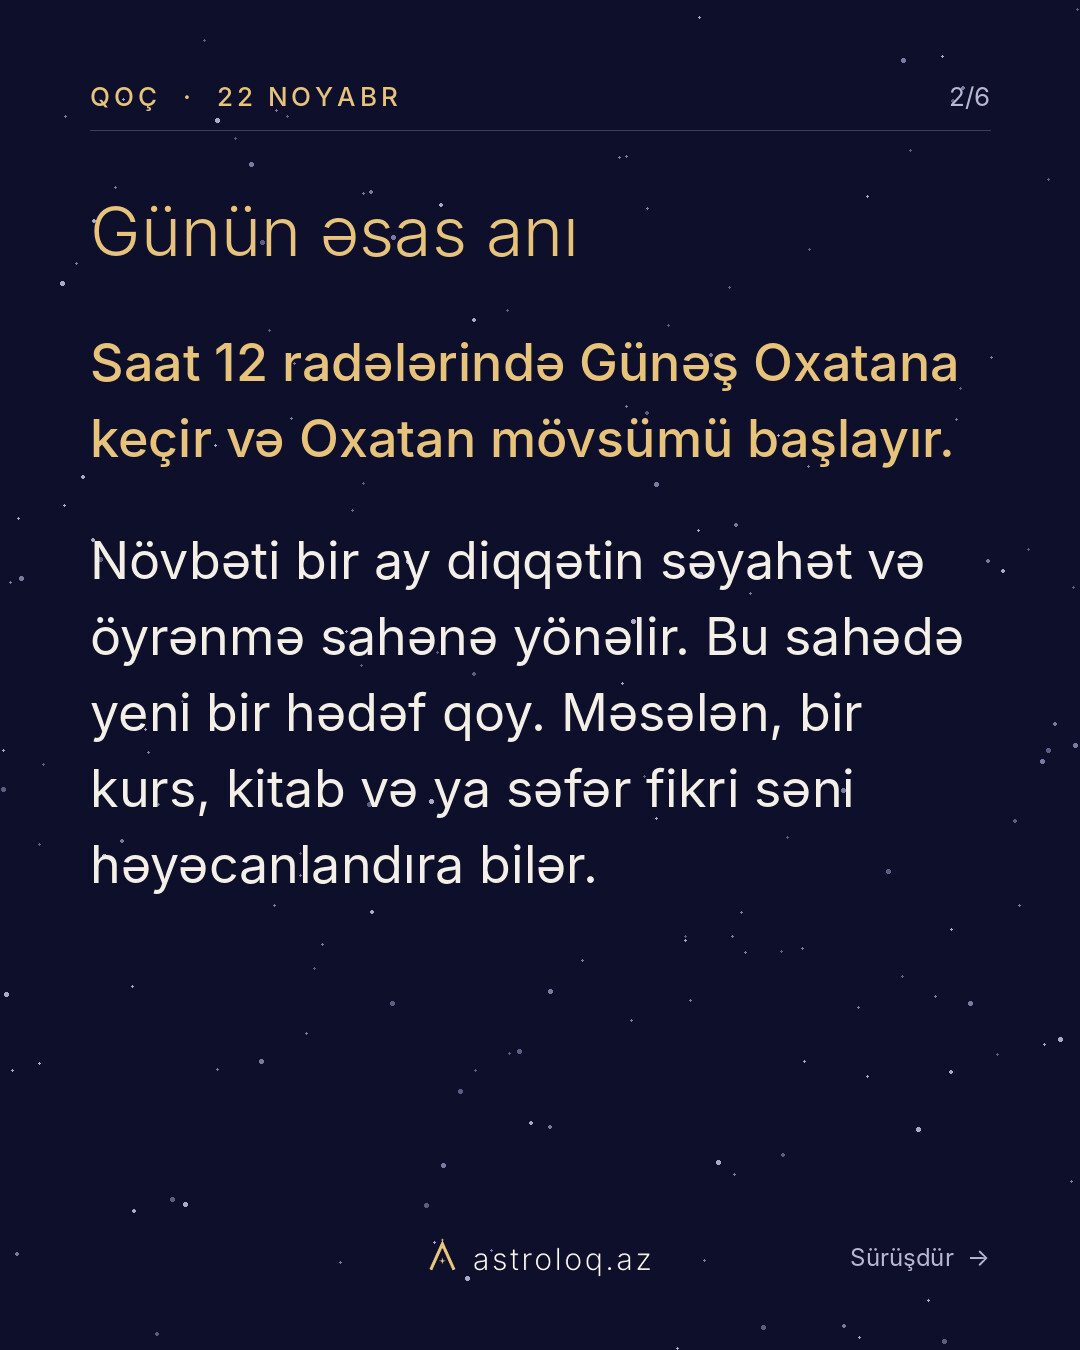 QOÇ · 22 NOYABR
2/6
Günün əsas anı
Saat 12 radələrində Günəş Oxatana
keçir və Oxatan mövsümü başlayır.
Növbəti bir ay diqqətin səyahət və
öyrənmə sahənə yönəlir. Bu sahədə
yeni bir hədəf qoy. Məsələn, bir
kurs, kitab və ya səfər fikri səni
həyəcanlandıra bilər.
astroloq.az
Sürüşdür →